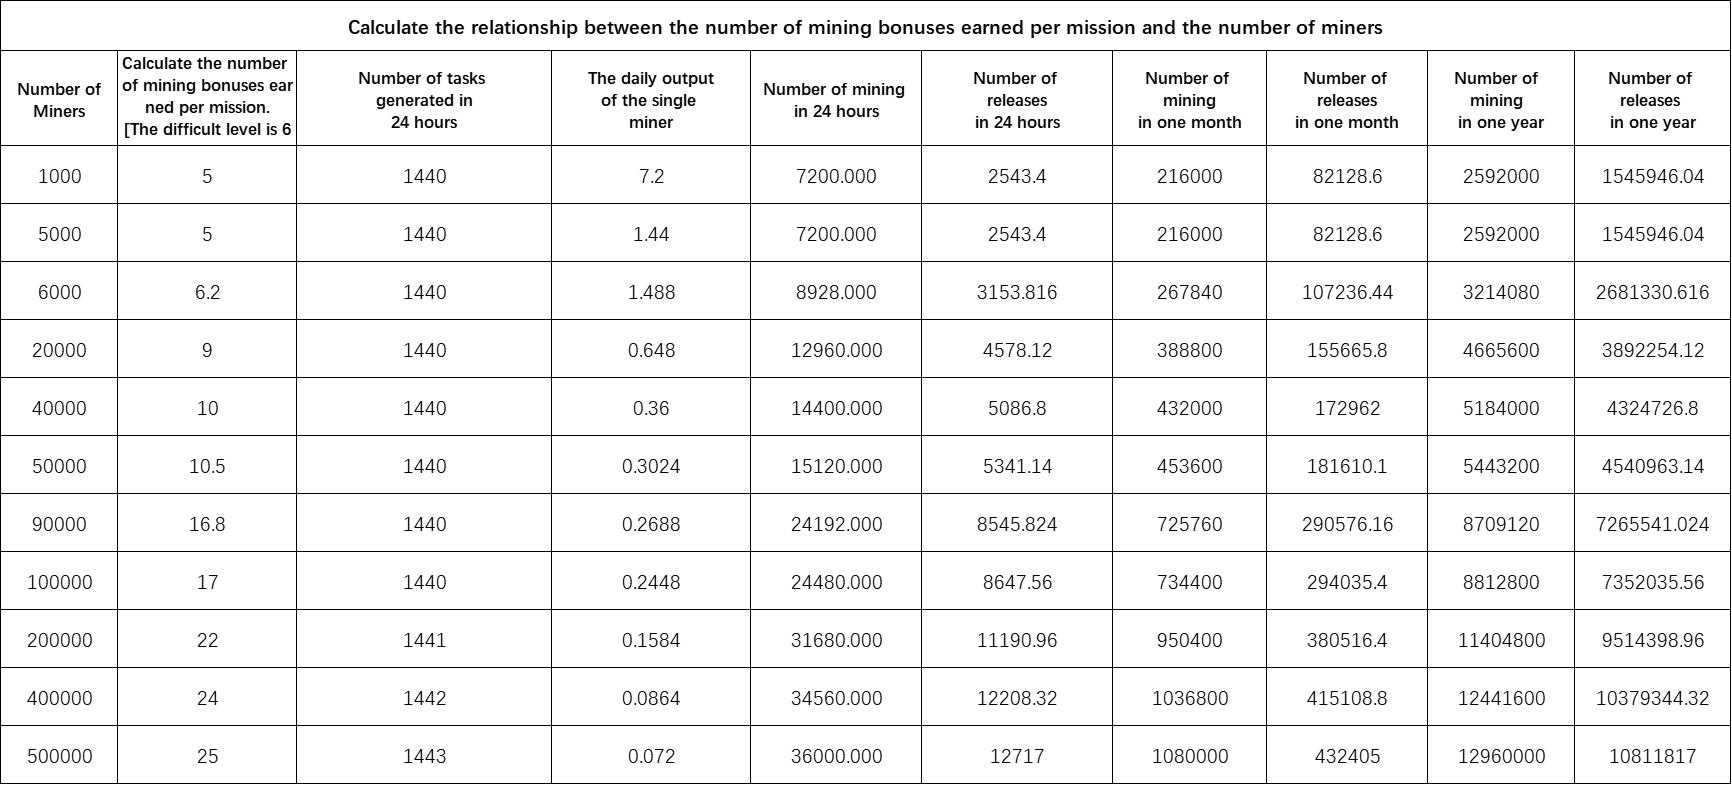 Calculate the relationship between the number of mining bonuses earned per mission and the number of miners
Number of
Miners
Calculate the number
of mining bonuses ear
ned per mission.
[The difficult level is 6
Number of tasks
generated in
24 hours
The daily output
of the single
miner
Number of mining
in 24 hours
Number of
releases
in 24 hours
Number of
mining
in one month
Number of
releases
in one month
Number of
mining
in one year
Number of
releases
in one year
1000 5 1440 7.2 7200.000 2543.4 216000 82128.6 2592000 1545946.04
5000 5 1440 1.44 7200.000 2543.4 216000 82128.6 2592000 1545946.04
6000 6.2 1440 1.488 8928.000 3153.816 267840 107236.44 3214080 2681330.616
20000 9 1440 0.648 12960.000 4578.12 388800 155665.8 4665600 3892254.12
40000 10 1440 0.36 14400.000 5086.8 432000 172962 5184000 4324726.8
50000 10.5 1440 0.3024 15120.000 5341.14 453600 181610.1 5443200 4540963.14
90000 16.8 1440 0.2688 24192.000 8545.824 725760 290576.16 8709120 7265541.024
100000 17 1440 0.2448 24480.000 8647.56 734400 294035.4 8812800 7352035.56
200000 22 1441 0.1584 31680.000 11190.96 950400 380516.4 11404800 9514398.96
400000 24 1442 0.0864 34560.000 12208.32 1036800 415108.8 12441600 10379344.32
500000 25 1443 0.072 36000.000 12717 1080000 432405 12960000 10811817